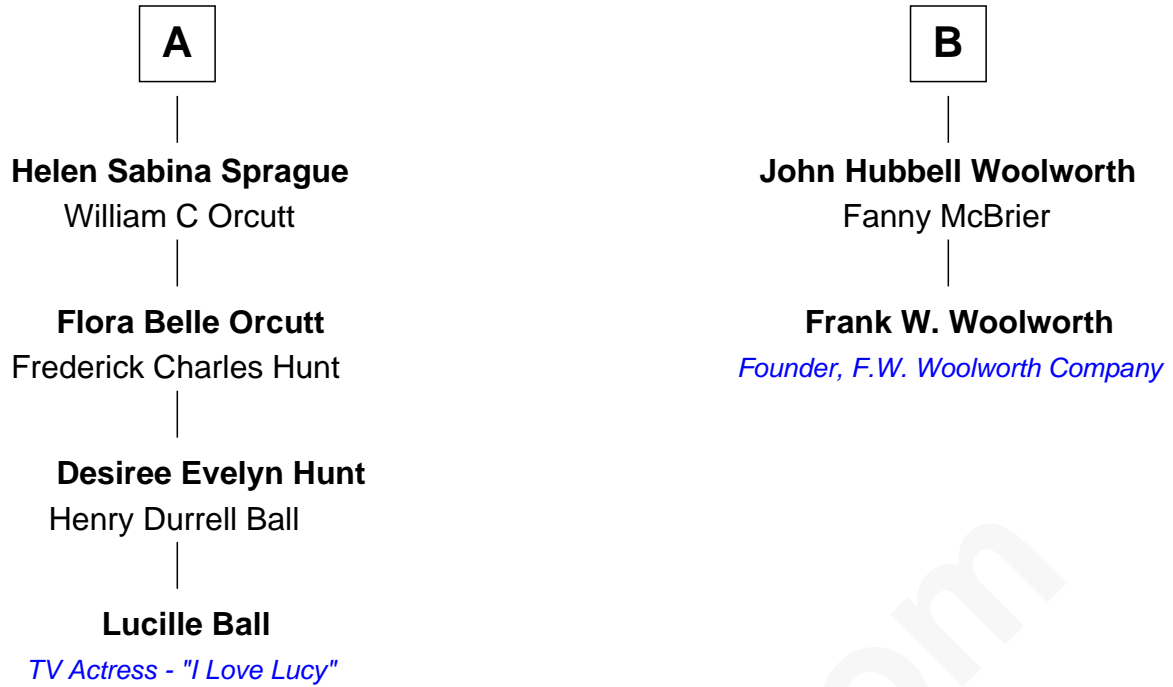 A
Helen Sabina Sprague
William C Orcutt
Flora Belle Orcutt
Frederick Charles Hunt
Desiree Evelyn Hunt
Henry Durrell Ball
Lucille Ball
TV Actress - "I Love Lucy"
B
John Hubbell Woolworth
Fanny McBrier
Frank W. Woolworth
Founder, F.W. Woolworth Company
om